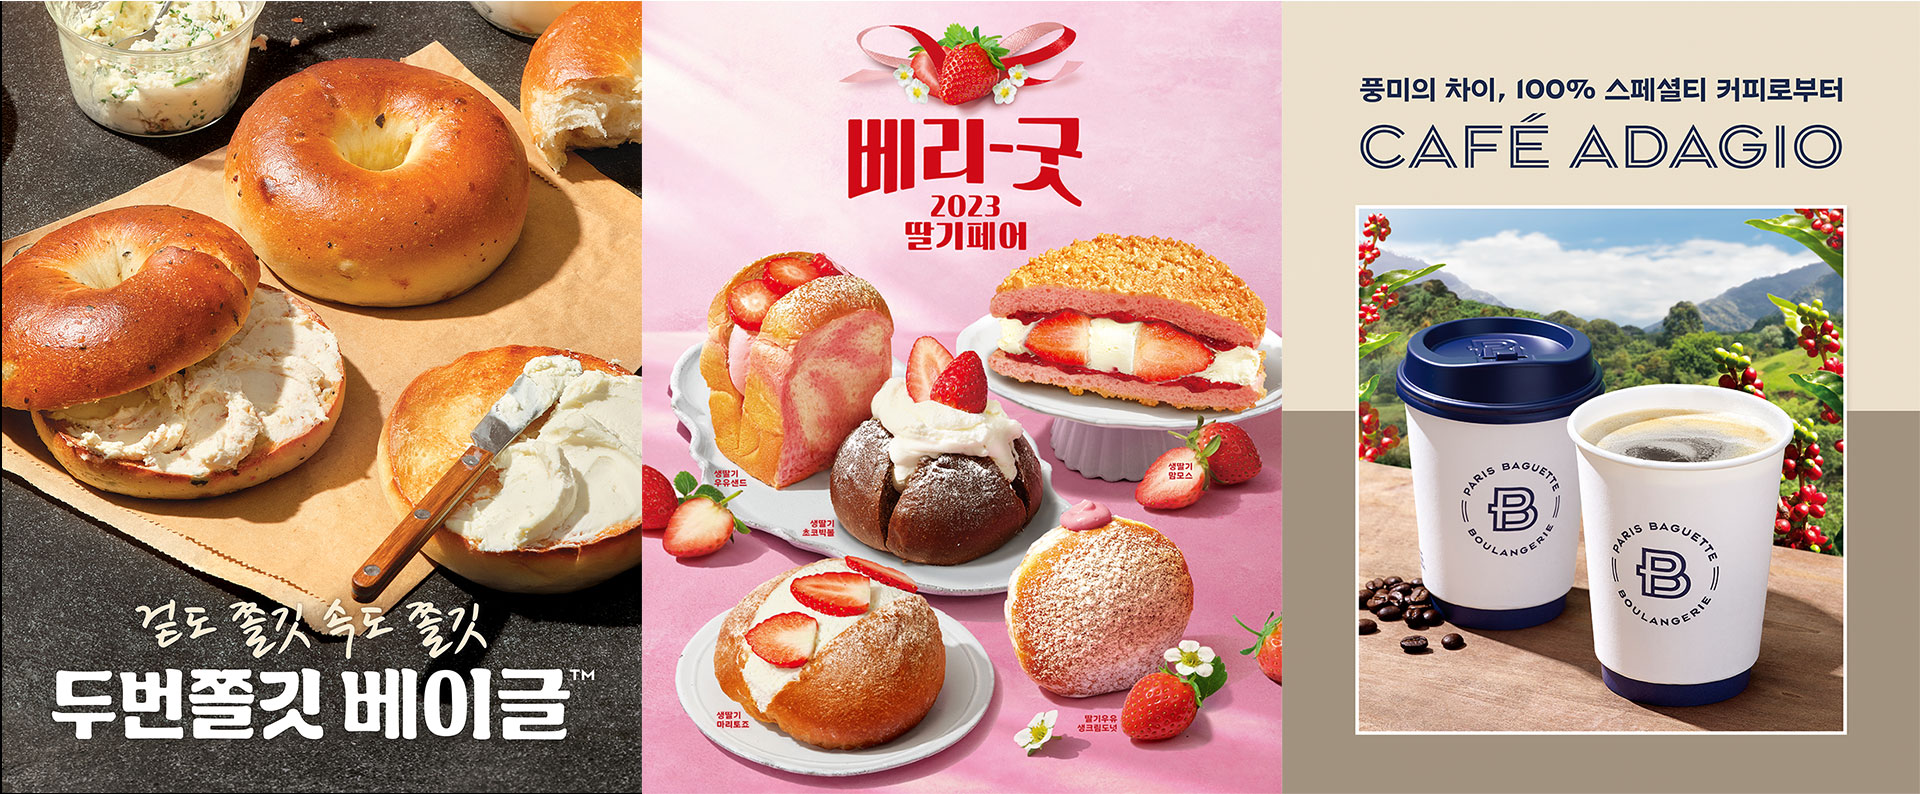 겉도 쫄깃 속도 쫄깃
두번쫄깃 베이글™
베리-굿
2023
딸기페어
생딸기
우유샌드
생딸기
초코빅볼
생딸기
맘모스
생딸기
마리토쪼
딸기우유
생크림도넛
풍미의 차이, 100% 스페셜티 커피로부터
CAFÉ ADAGIO
PARIS BAGUETTE
B
BOULANGERIE
PARIS BAGUETTE
B
BOULANGERIE